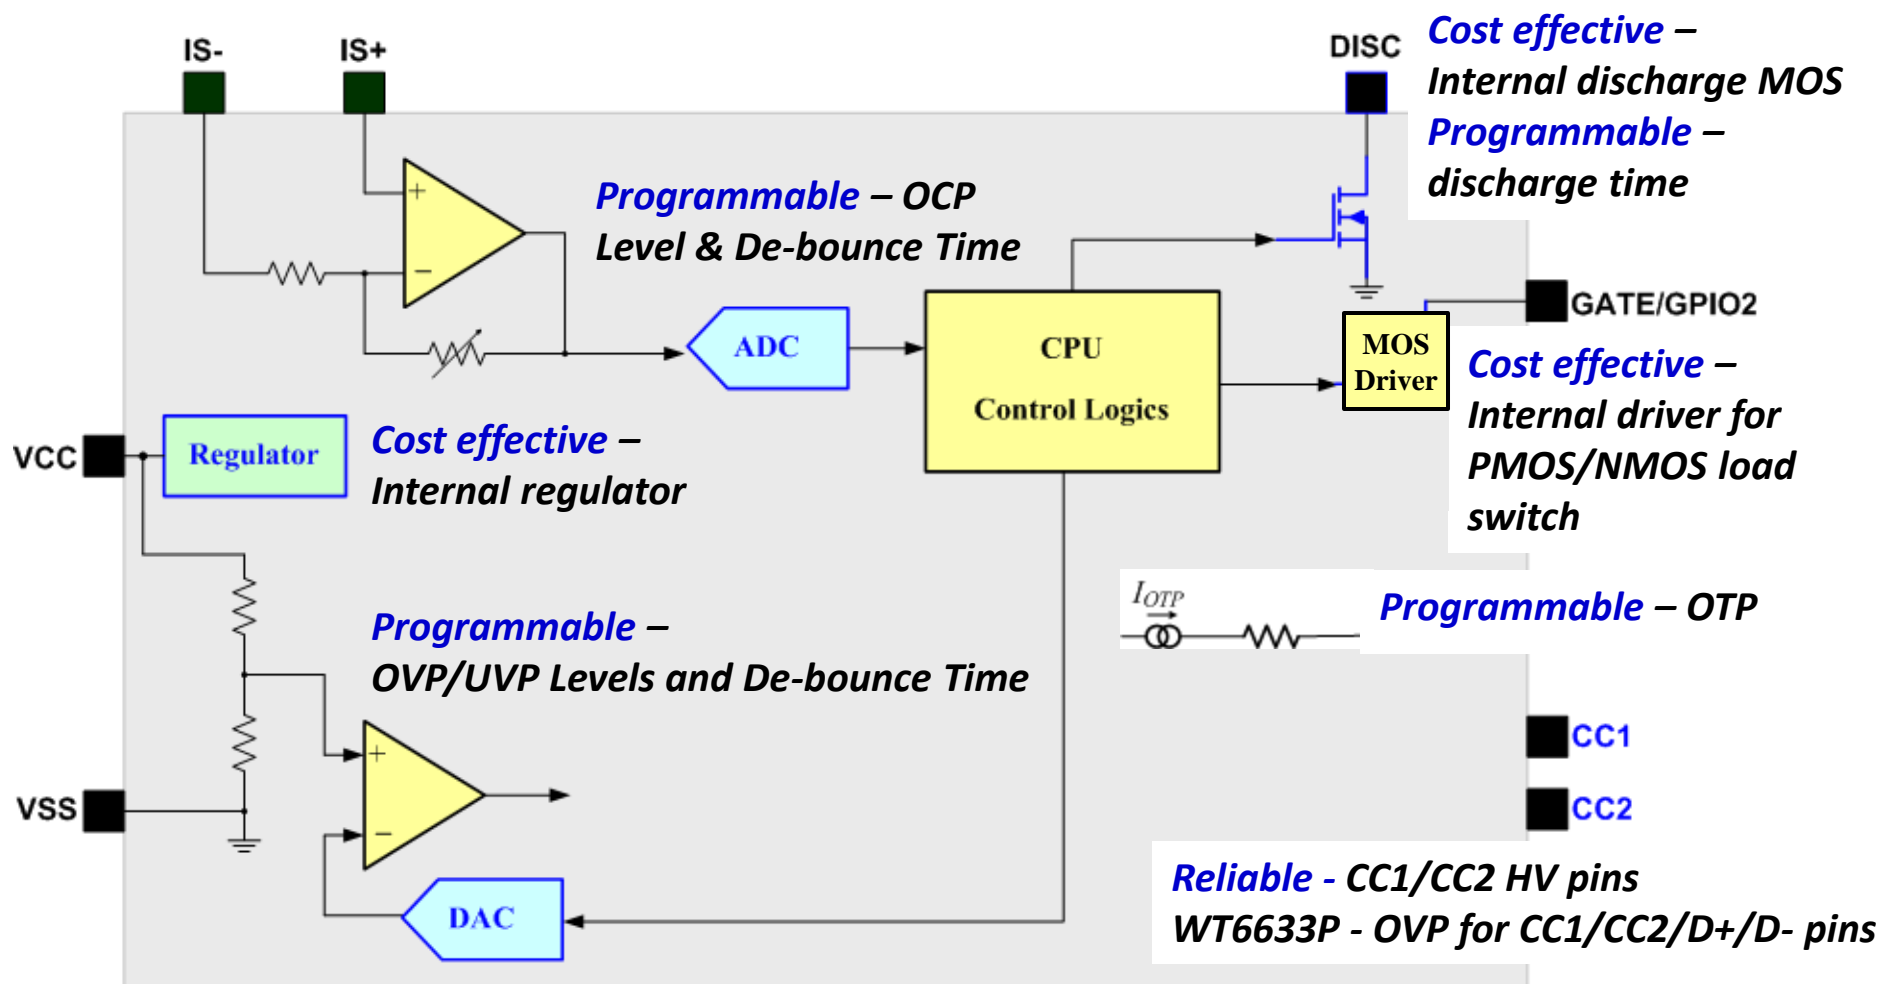 IS-
IS+
DISC
Cost effective –
Internal discharge MOS
Programmable –
discharge time
Programmable – OCP
Level & De-bounce Time
+
−
GATE/GPIO2
ADC
CPU
Control Logics
MOS
Driver
Cost effective –
Internal driver for
PMOS/NMOS load
switch
VCC
Regulator
Cost effective –
Internal regulator
IOTP
Programmable – OTP
Programmable –
OVP/UVP Levels and De-bounce Time
+
−
CC1
CC2
VSS
DAC
Reliable - CC1/CC2 HV pins
WT6633P - OVP for CC1/CC2/D+/D- pins